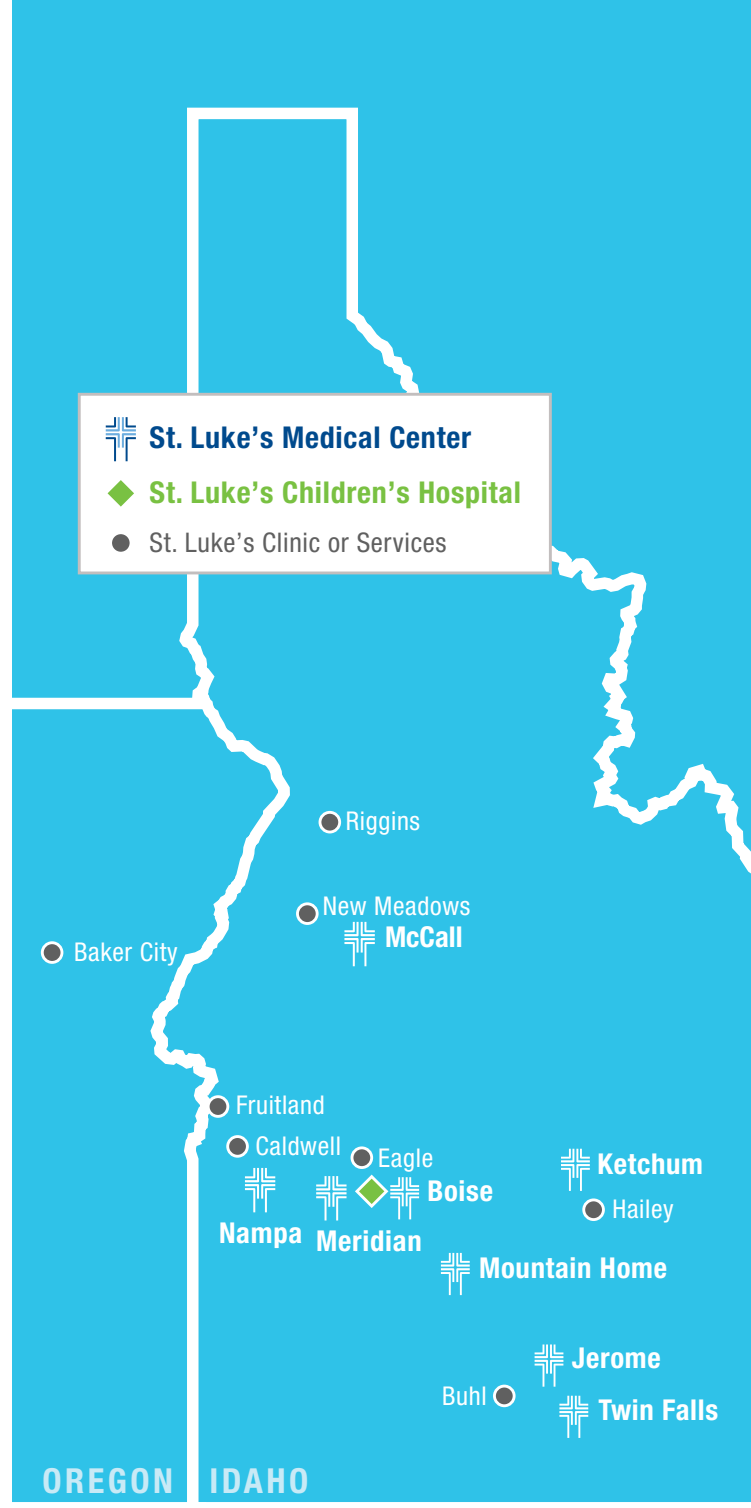 St. Luke’s Medical Center
St. Luke’s Children’s Hospital
St. Luke’s Clinic or Services
Riggins
New Meadows
McCall
Baker City
Fruitland
Caldwell
Eagle
Ketchum
Boise
Hailey
Nampa
Meridian
Mountain Home
Jerome
Buhl
Twin Falls
OREGON
IDAHO